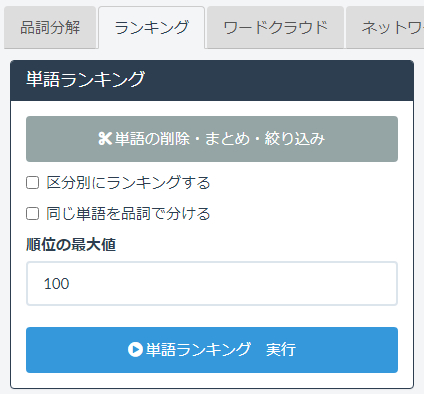 品詞分解 ランキング ワードクラウド ネットワー
単語ランキング
単語の削除・まとめ・絞り込み
区分別にランキングする
同じ単語を品詞で分ける
順位の最大値
100
単語ランキング 実行